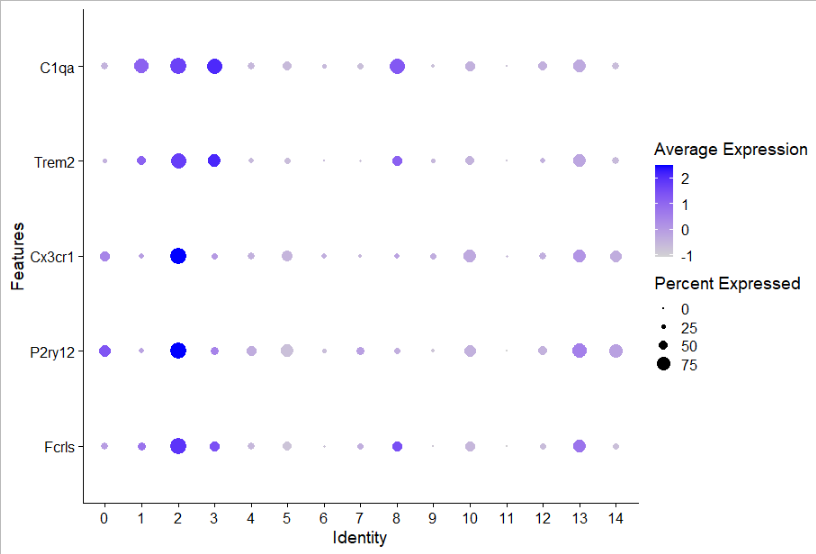 C1qa
Trem2
Cx3cr1
P2ry12
Fcrls
Features
0 1 2 3 4 5 6 7 8 9 10 11 12 13 14
Identity
Average Expression
2
1
0
-1
Percent Expressed
0
25
50
75